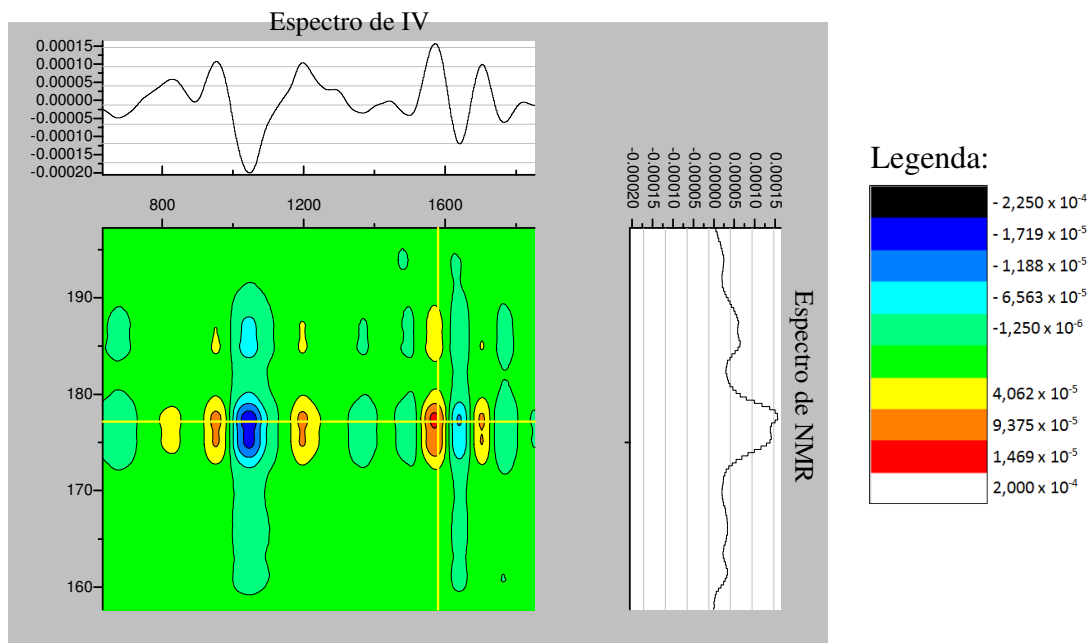 Espectro de IV
0.00015
0.00010
0.00005
0.00000
-0.00005
-0.00010
-0.00015
-0.00020
800 1200 1600
190
180
170
160
-0.00020 -0.00015 -0.00010 -0.00005 0.00000 0.00005 0.00010 0.00015
Espectro de NMR
Legenda:
- 2,250 x 10⁻⁴
- 1,719 x 10⁻⁵
- 1,188 x 10⁻⁵
- 6,563 x 10⁻⁵
-1,250 x 10⁻⁶
4,062 x 10⁻⁵
9,375 x 10⁻⁵
1,469 x 10⁻⁵
2,000 x 10⁻⁴